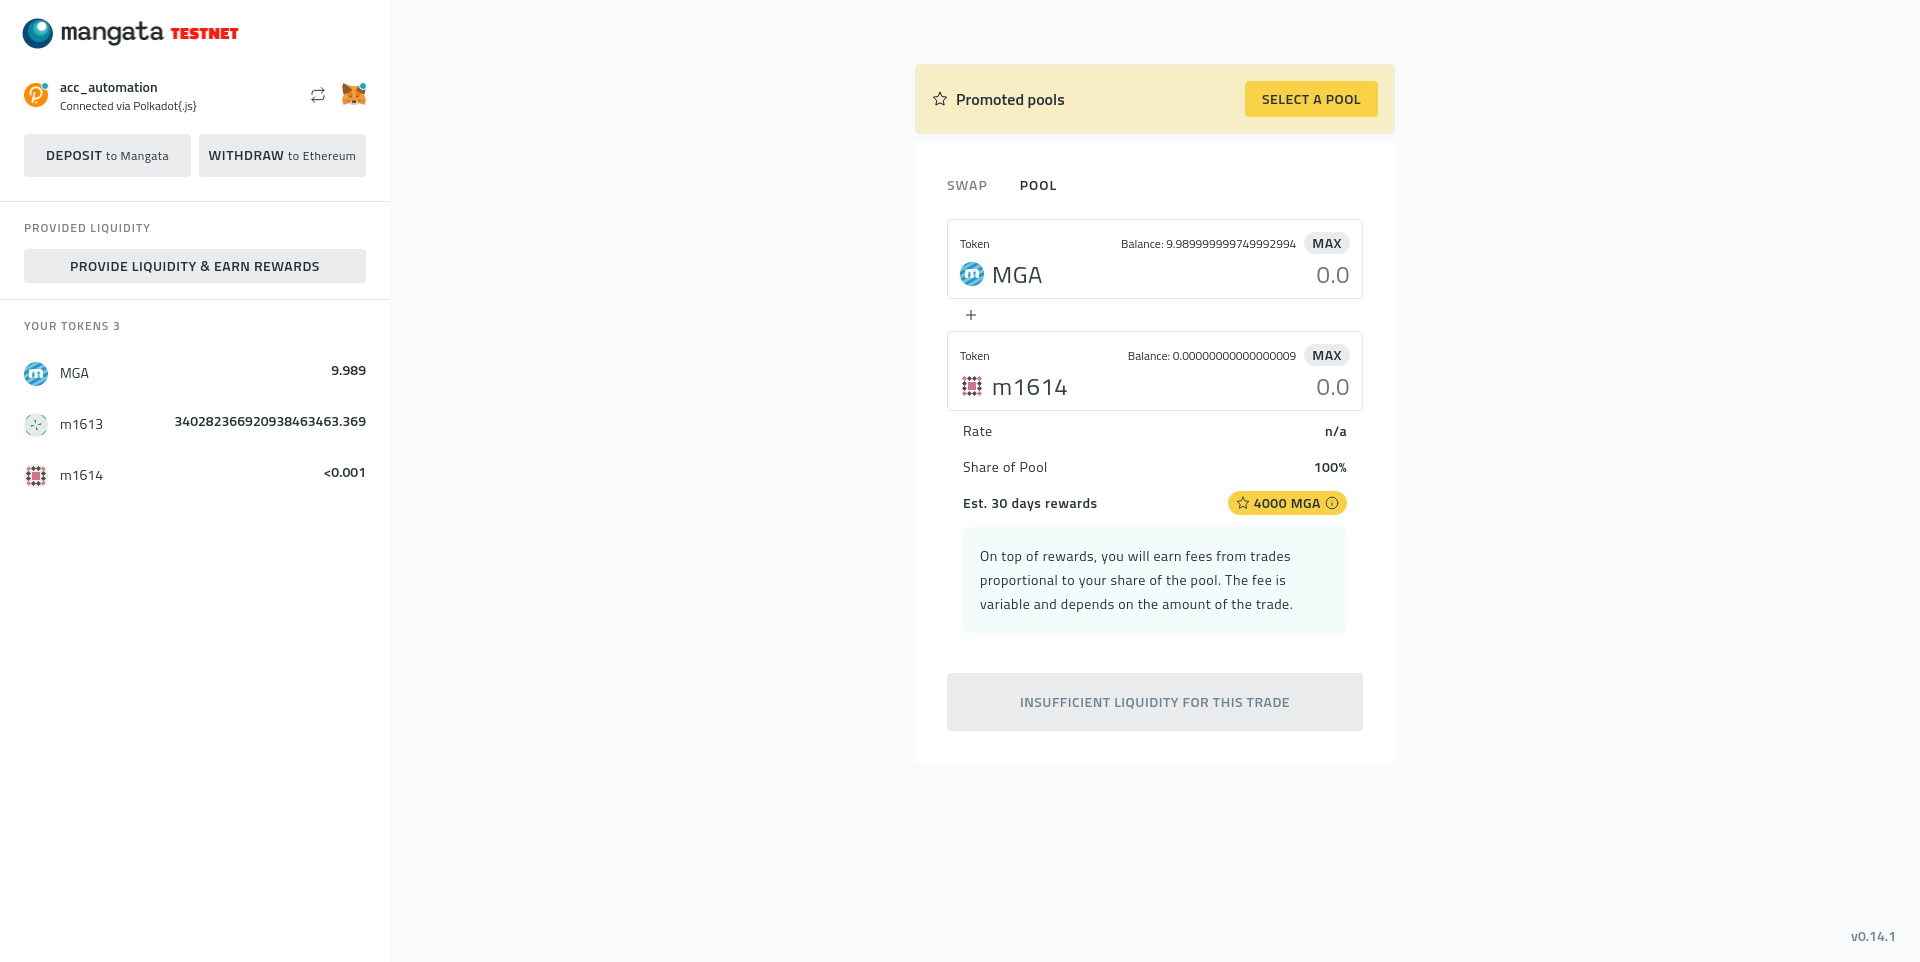 mangata TESTNET
acc_automation
Connected via Polkadot{.js}
DEPOSIT to Mangata
WITHDRAW to Ethereum
PROVIDED LIQUIDITY
PROVIDE LIQUIDITY & EARN REWARDS
YOUR TOKENS 3
MGA 9.989
m1613 340282366920938463463.369
m1614 <0.001
Promoted pools
SELECT A POOL
SWAP POOL
Token Balance: 9.989999999749992994 MAX
MGA 0.0
+
Token Balance: 0.00000000000000009 MAX
m1614 0.0
Rate n/a
Share of Pool 100%
Est. 30 days rewards 4000 MGA
On top of rewards, you will earn fees from trades
proportional to your share of the pool. The fee is
variable and depends on the amount of the trade.
INSUFFICIENT LIQUIDITY FOR THIS TRADE
v0.14.1